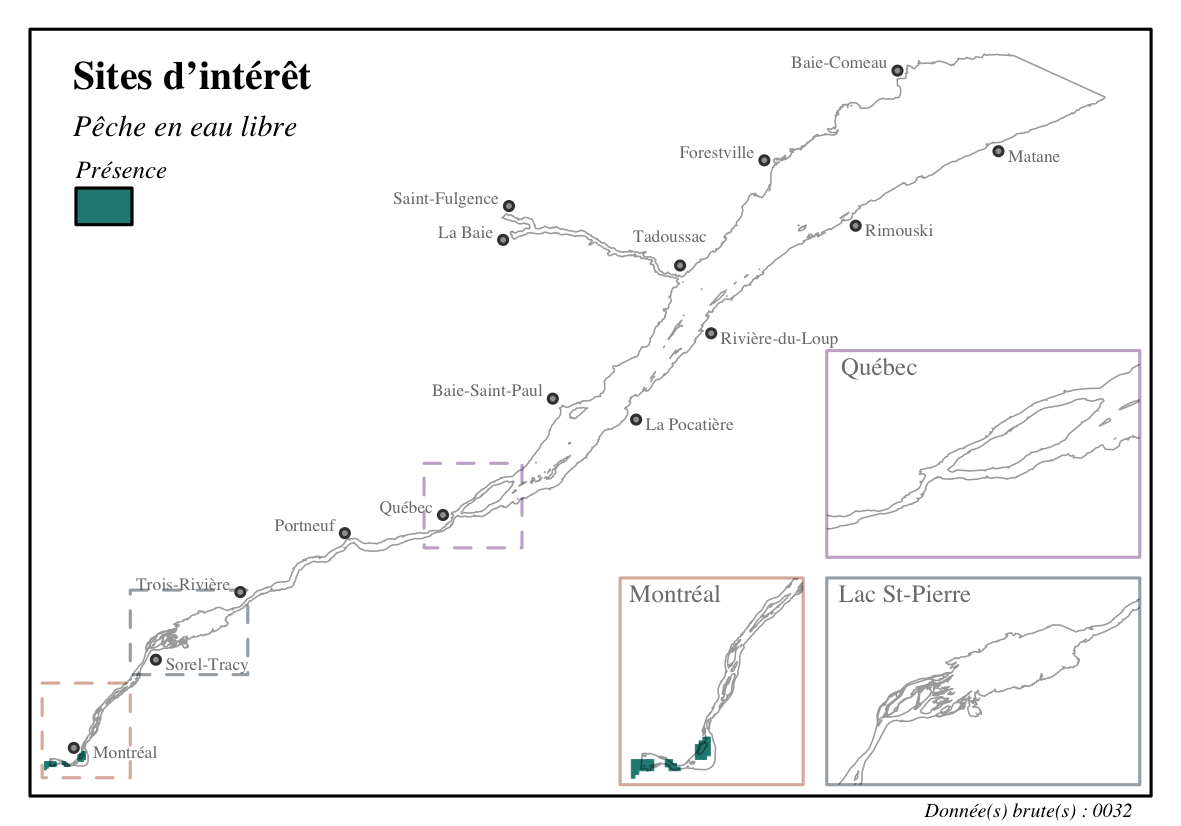 Sites d’intérêt
Pêche en eau libre
Présence
Baie-Comeau
Forestville
Matane
Saint-Fulgence
La Baie
Tadoussac
Rimouski
Rivière-du-Loup
Baie-Saint-Paul
La Pocatière
Québec
Québec
Portneuf
Trois-Rivière
Sorel-Tracy
Montréal
Montréal
Lac St-Pierre
Donnée(s) brute(s) : 0032